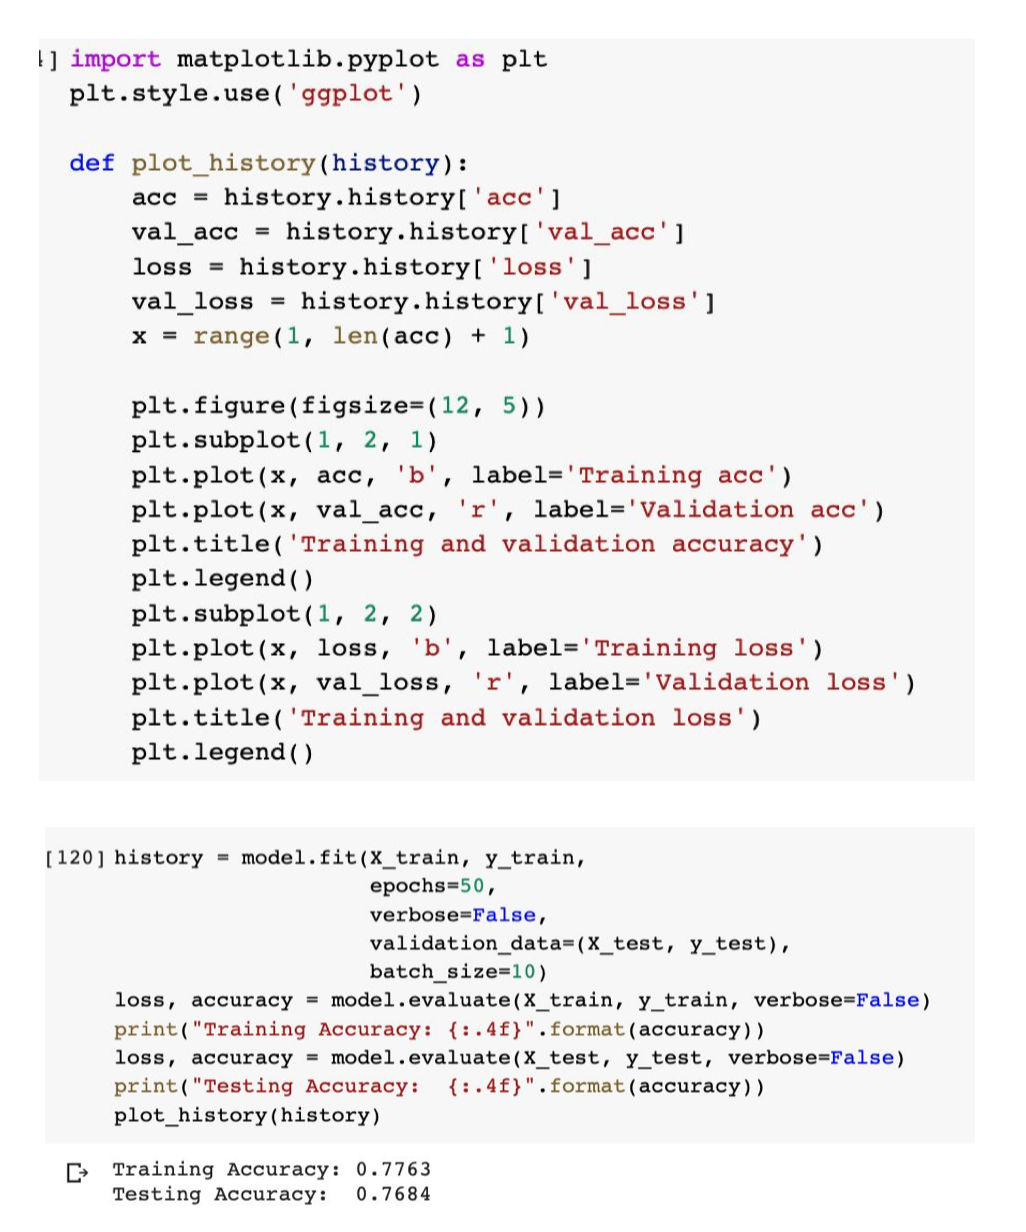 ] import matplotlib.pyplot as plt
plt.style.use('ggplot')
def plot_history(history):
acc = history.history['acc']
val_acc = history.history['val_acc']
loss = history.history['loss']
val_loss = history.history['val_loss']
x = range(1, len(acc) + 1)
plt.figure(figsize=(12, 5))
plt.subplot(1, 2, 1)
plt.plot(x, acc, 'b', label='Training acc')
plt.plot(x, val_acc, 'r', label='Validation acc')
plt.title('Training and validation accuracy')
plt.legend()
plt.subplot(1, 2, 2)
plt.plot(x, loss, 'b', label='Training loss')
plt.plot(x, val_loss, 'r', label='Validation loss')
plt.title('Training and validation loss')
plt.legend()
[120] history = model.fit(X_train, y_train,
epochs=50,
verbose=False,
validation_data=(X_test, y_test),
batch_size=10)
loss, accuracy = model.evaluate(X_train, y_train, verbose=False)
print("Training Accuracy: {:.4f}".format(accuracy))
loss, accuracy = model.evaluate(X_test, y_test, verbose=False)
print("Testing Accuracy:  {:.4f}".format(accuracy))
plot_history(history)
Training Accuracy: 0.7763
Testing Accuracy:  0.7684